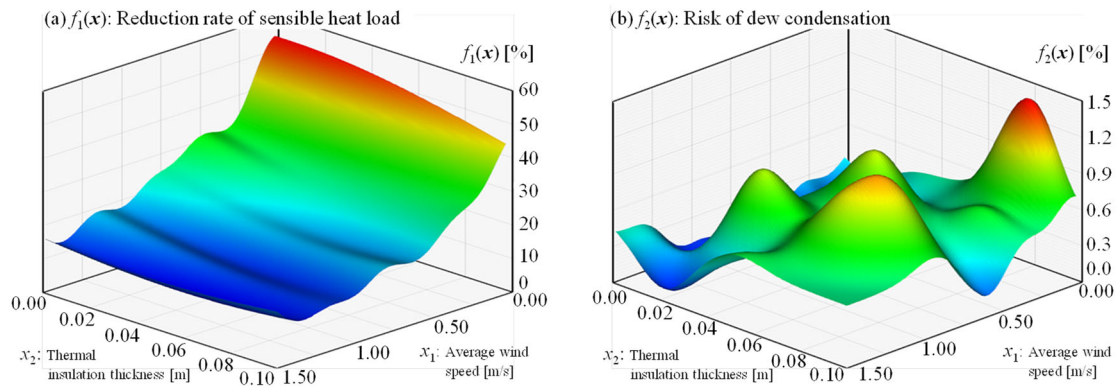 (a) f₁(x): Reduction rate of sensible heat load
f₁(x) [%]
60
50
40
30
20
10
0
0.00
0.02
0.04
0.06
0.08
0.10
0.00
0.50
1.00
1.50
x₂: Thermal
insulation thickness [m]
x₁: Average wind
speed [m/s]
(b) f₂(x): Risk of dew condensation
f₂(x) [%]
1.5
1.2
0.9
0.6
0.3
0.0
0.00
0.02
0.04
0.06
0.08
0.10
0.00
0.50
1.00
1.50
x₂: Thermal
insulation thickness [m]
x₁: Average wind
speed [m/s]